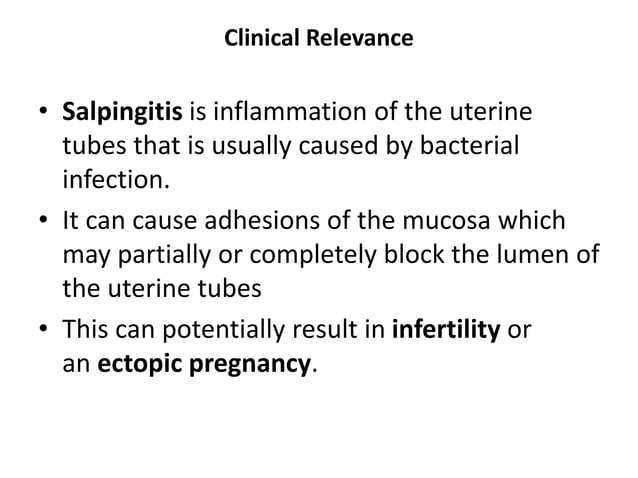 Clinical Relevance
• Salpingitis is inflammation of the uterine
tubes that is usually caused by bacterial
infection.
• It can cause adhesions of the mucosa which
may partially or completely block the lumen of
the uterine tubes
• This can potentially result in infertility or
an ectopic pregnancy.